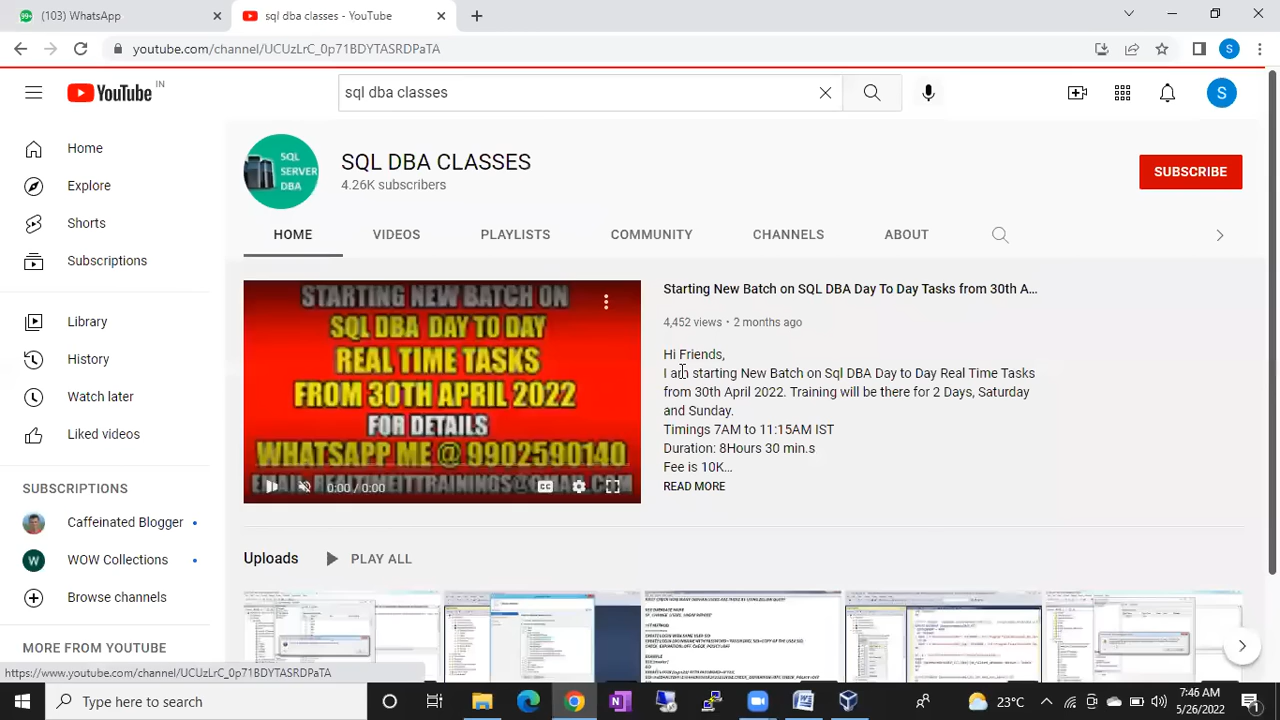 (103) WhatsApp
sql dba classes - YouTube
youtube.com/channel/UCUzLrC_0p71BDYTASRDPaTA
S
YouTube IN
sql dba classes
S
Home
Explore
Shorts
Subscriptions
Library
History
Watch later
Liked videos
SUBSCRIPTIONS
Caffeinated Blogger
WOW Collections
Browse channels
MORE FROM YOUTUBE
SQL SERVER DBA
SQL DBA CLASSES
4.26K subscribers
SUBSCRIBE
HOME VIDEOS PLAYLISTS COMMUNITY CHANNELS ABOUT
STARTING NEW BATCH ON
SQL DBA DAY TO DAY
REAL TIME TASKS
FROM 30TH APRIL 2022
FOR DETAILS
WHATSAPP ME @ 9902590140
0:00 / 0:00
Starting New Batch on SQL DBA Day To Day Tasks from 30th A...
4,452 views • 2 months ago
Hi Friends,
I am starting New Batch on Sql DBA Day to Day Real Time Tasks
from 30th April 2022. Training will be there for 2 Days, Saturday
and Sunday.
Timings 7AM to 11:15AM IST
Duration: 8Hours 30 min.s
Fee is 10K...
READ MORE
Uploads PLAY ALL
https://www.youtube.com/channel/UCUzLrC_0p71BDYTASRDPaTA
Type here to search
23°C
7:46 AM
5/26/2022